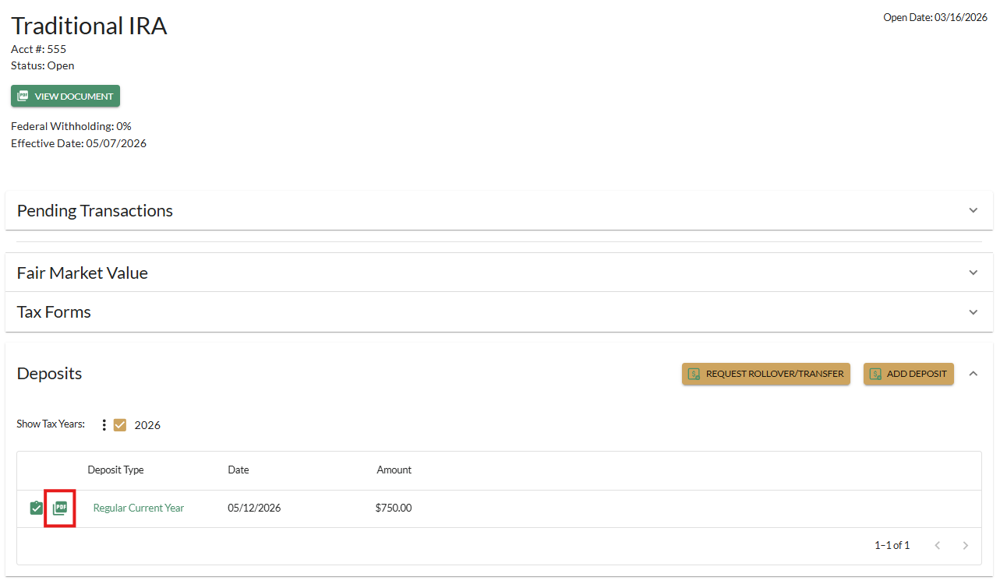 Traditional IRA
Open Date: 03/16/2026
Acct #: 555
Status: Open
PDF VIEW DOCUMENT
Federal Withholding: 0%
Effective Date: 05/07/2026
Pending Transactions
Fair Market Value
Tax Forms
Deposits
$ REQUEST ROLLOVER/TRANSFER
$ ADD DEPOSIT
Show Tax Years: 2026
Deposit Type Date Amount
PDF Regular Current Year 05/12/2026 $750.00
1–1 of 1